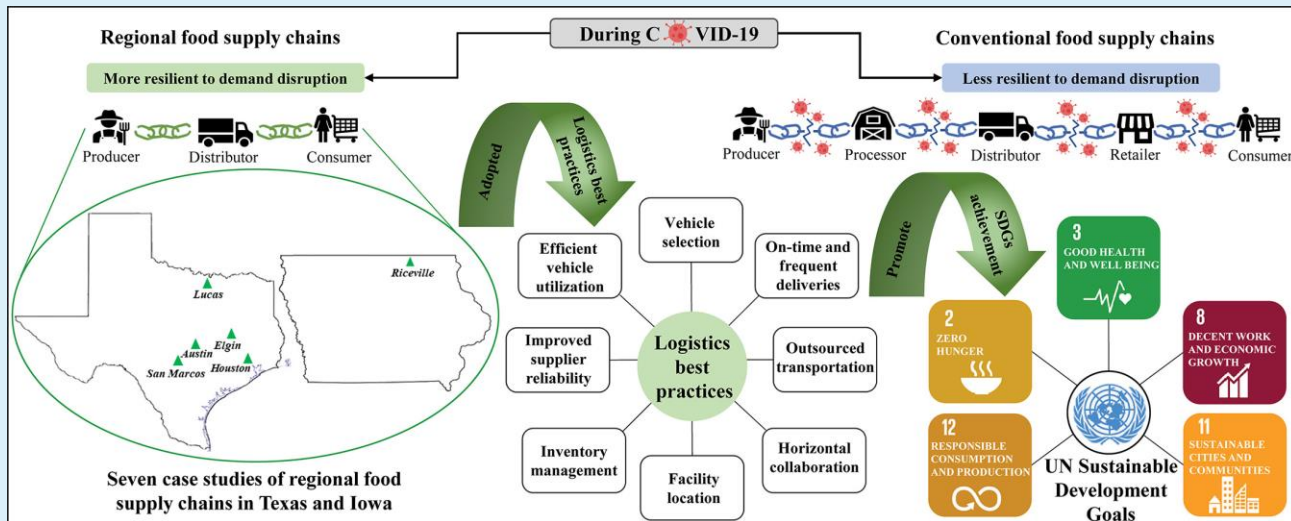 During C VID-19
Regional food supply chains
More resilient to demand disruption
Producer
Distributor
Consumer
Conventional food supply chains
Less resilient to demand disruption
Producer
Processor
Distributor
Retailer
Consumer
Lucas
Austin
Elgin
San Marcos
Houston
Riceville
Seven case studies of regional food
supply chains in Texas and Iowa
Adopted
Logistics best
practices
Vehicle
selection
Efficient
vehicle
utilization
On-time and
frequent
deliveries
Improved
supplier
reliability
Logistics
best
practices
Outsourced
transportation
Inventory
management
Facility
location
Horizontal
collaboration
Promote
SDGs
achievement
3
GOOD HEALTH
AND WELL BEING
2
ZERO
HUNGER
8
DECENT WORK
AND ECONOMIC
GROWTH
12
RESPONSIBLE
CONSUMPTION
AND PRODUCTION
11
SUSTAINABLE
CITIES AND
COMMUNITIES
UN Sustainable
Development
Goals